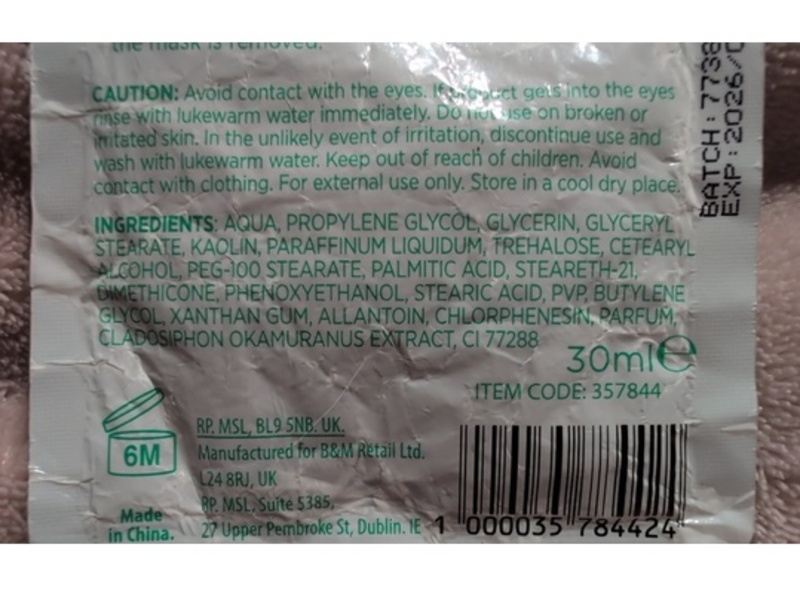 the mask is removed.
CAUTION: Avoid contact with the eyes. If product gets into the eyes
rinse with lukewarm water immediately. Do not use on broken or
irritated skin. In the unlikely event of irritation, discontinue use and
wash with lukewarm water. Keep out of reach of children. Avoid
contact with clothing. For external use only. Store in a cool dry place.
INGREDIENTS: AQUA, PROPYLENE GLYCOL, GLYCERIN, GLYCERYL
STEARATE, KAOLIN, PARAFFINUM LIQUIDUM, TREHALOSE, CETEARYL
ALCOHOL, PEG-100 STEARATE, PALMITIC ACID, STEARETH-21,
DIMETHICONE, PHENOXYETHANOL, STEARIC ACID, PVP, BUTYLENE
GLYCOL, XANTHAN GUM, ALLANTOIN, CHLORPHENESIN, PARFUM,
CLADOSIPHON OKAMURANUS EXTRACT, CI 77288
30ml e
ITEM CODE: 357844
6M
RP. MSL, BL9 5NB. UK.
Manufactured for B&M Retail Ltd.
L24 8RJ, UK
RP. MSL, Suite 5385,
27 Upper Pembroke St, Dublin. IE
Made
in China.
1 000035 784424
BATCH: 7738
EXP: 2026/0